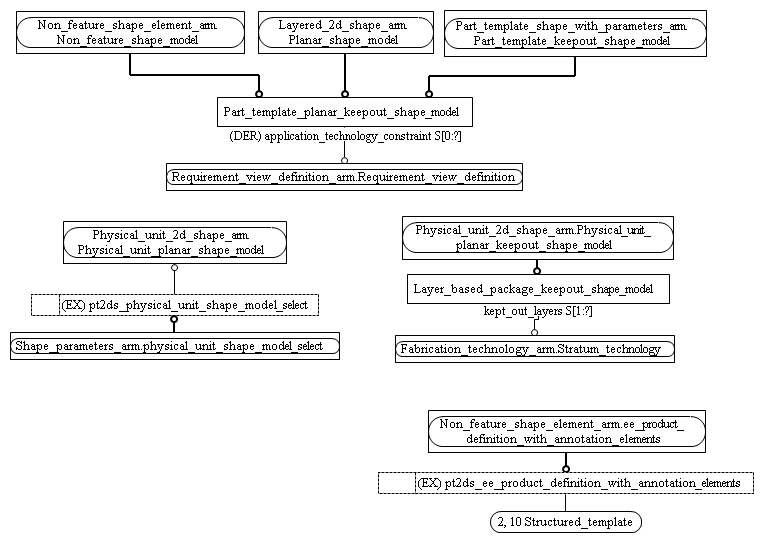 Non_feature_shape_element_arm.
Non_feature_shape_model
Layered_2d_shape_arm.
Planar_shape_model
Part_template_shape_with_parameters_arm.
Part_template_keepout_shape_model
Part_template_planar_keepout_shape_model
(DER) application_technology_constraint S[0:?]
Requirement_view_definition_arm.Requirement_view_definition
Physical_unit_2d_shape_arm.
Physical_unit_planar_shape_model
(EX) pt2ds_physical_unit_shape_model_select
Shape_parameters_arm.physical_unit_shape_model_select
Physical_unit_2d_shape_arm.Physical_unit_
planar_keepout_shape_model
Layer_based_package_keepout_shape_model
kept_out_layers S[1:?]
Fabrication_technology_arm.Stratum_technology
Non_feature_shape_element_arm.ee_product_
definition_with_annotation_elements
(EX) pt2ds_ee_product_definition_with_annotation_elements
2, 10 Structured_template